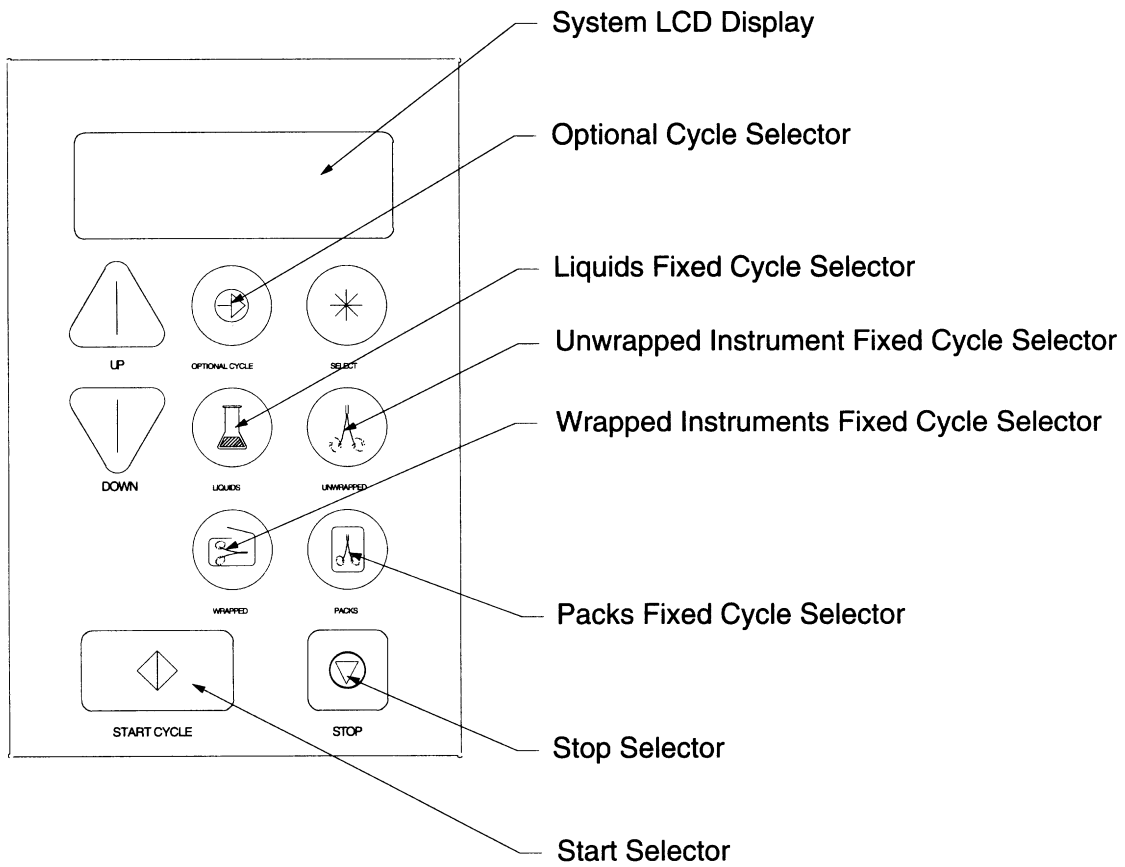 System LCD Display
Optional Cycle Selector
Liquids Fixed Cycle Selector
Unwrapped Instrument Fixed Cycle Selector
UP
OPTIONAL CYCLE
SELECT
Wrapped Instruments Fixed Cycle Selector
DOWN
LIQUIDS
UNWRAPPED
WRAPPED
PACKS
Packs Fixed Cycle Selector
START CYCLE
STOP
Stop Selector
Start Selector